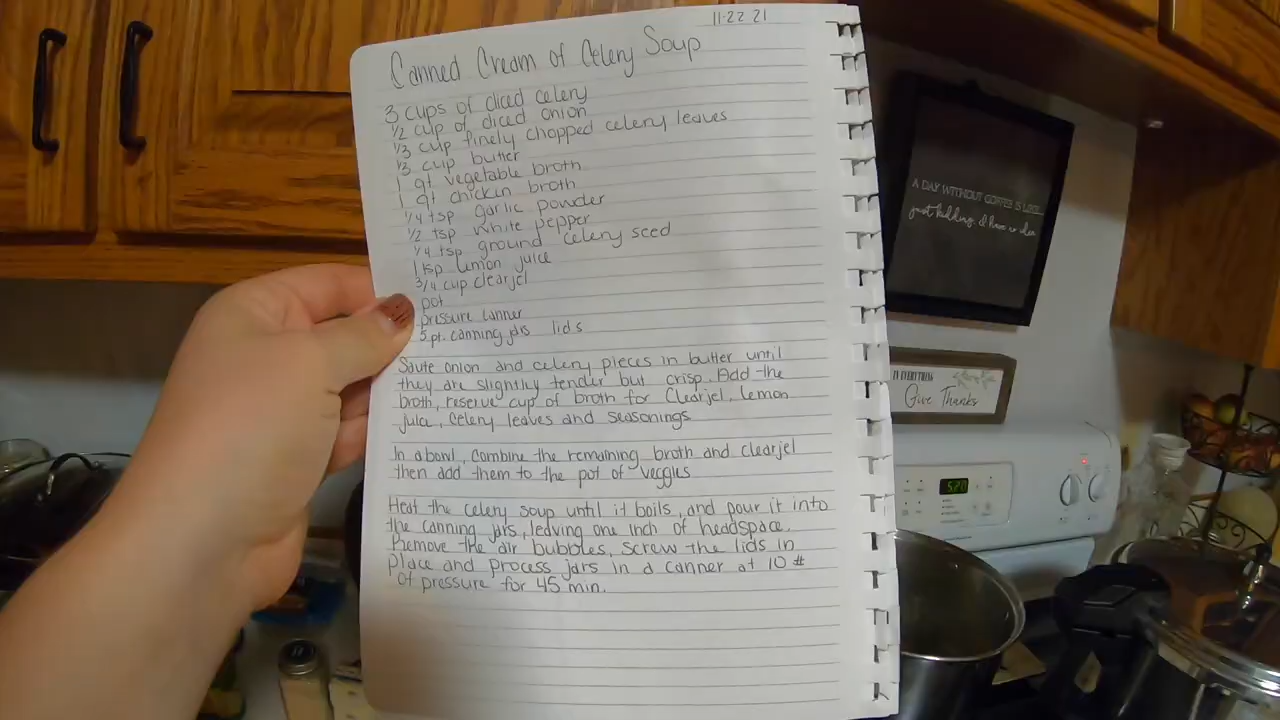 11-22 21
Canned Cream of Celery Soup
3 cups of diced celery
1/2 cup of diced onion
1/3 cup finely chopped celery leaves
1/3 cup butter
1 qt vegetable broth
1 qt chicken broth
1/4 tsp garlic powder
1/2 tsp white pepper
1/4 tsp ground celery seed
1 tsp lemon juice
3/4 cup clearjel
pot
pressure canner
5 pt. canning jars lids
Saute onion and celery pieces in butter until
they are slightly tender but crisp. Add the
broth, reserve cup of broth for Clearjel, lemon
juice, celery leaves and seasonings
In a bowl, combine the remaining broth and clearjel
then add them to the pot of veggies
Heat the celery soup until it boils, and pour it into
the canning jars, leaving one inch of headspace.
Remove the air bubbles, screw the lids in
place and process jars in a canner at 10 #
of pressure for 45 min.
A DAY WITHOUT COFFEE IS LIKE...
just kidding. I have no idea
IN EVERYTHING
Give Thanks
5:20